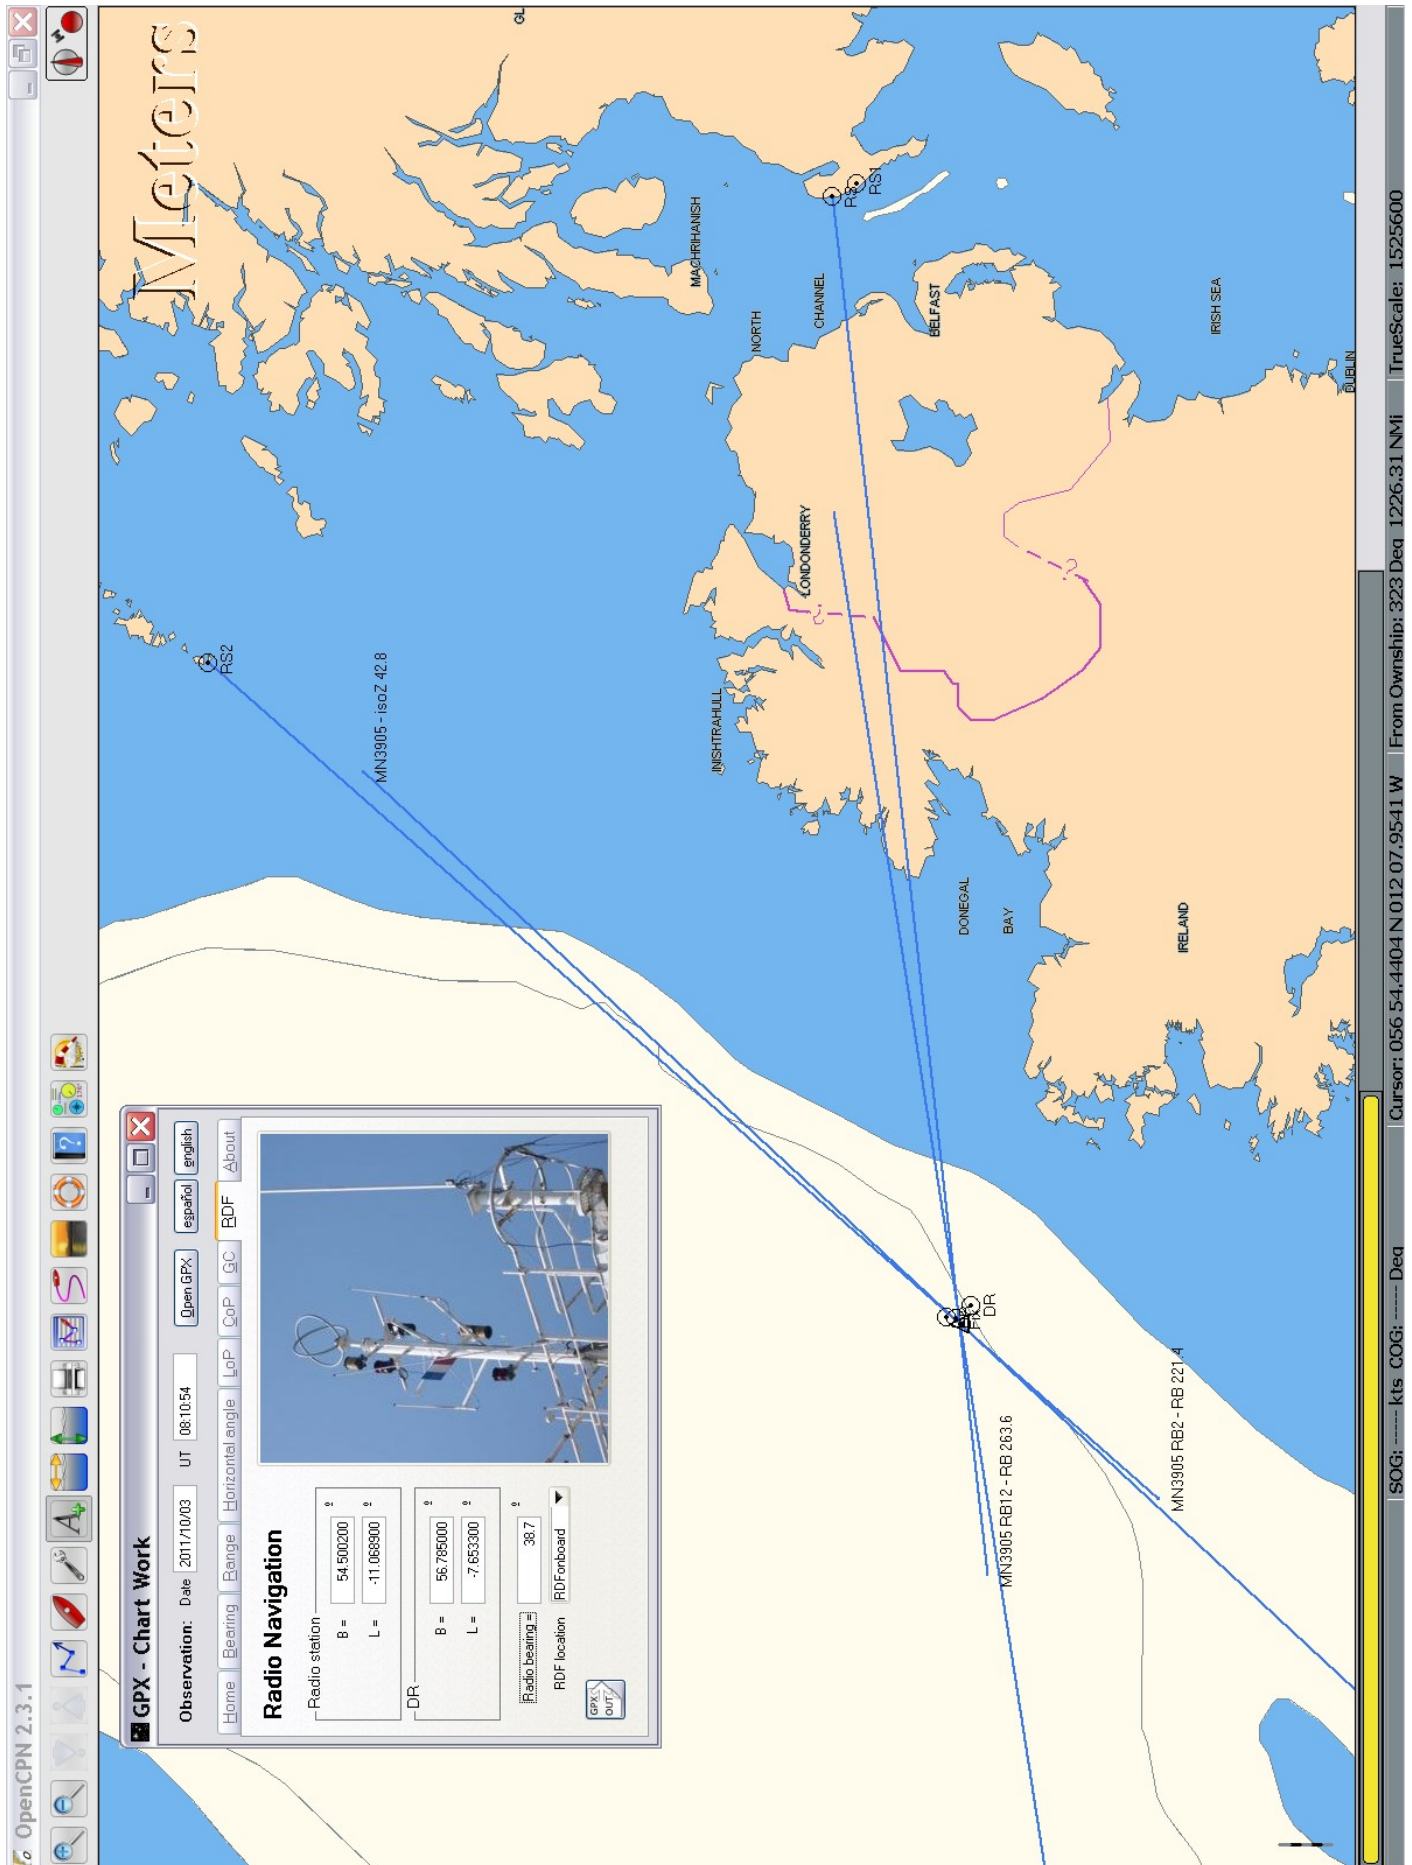 OpenCPN 2.3.1
GPX - Chart Work
Observation: Date 2011/10/03 UT 08:10:54 Open GPX español english
Home Bearing Range Horizontal angle LoP CoP GC RDF About
Radio Navigation
Radio station
B = 54.500200 º
L = -11.068900 º
DR
B = 56.785000 º
L = -7.653300 º
Radio bearing = 38.7 º
RDF location RDFonboard
GPX
OUT
Meters
GL
RS2
MN3905 - isoZ 42.8
MACHRIHANISH
NORTH
CHANNEL
RS1
INISHTRAHULL
LONDONDERRY
BELFAST
DONEGAL
BAY
DR
MN3905 RB12 - RB 263.6
MN3905 RB2 - RB 221.4
IRELAND
IRISH SEA
DUBLIN
?
?
SOG: ----- kts COG: ----- Deg Cursor: 056 54.4404 N 012 07.9541 W From Ownship: 323 Deg 1226.31 NMi TrueScale: 1525600